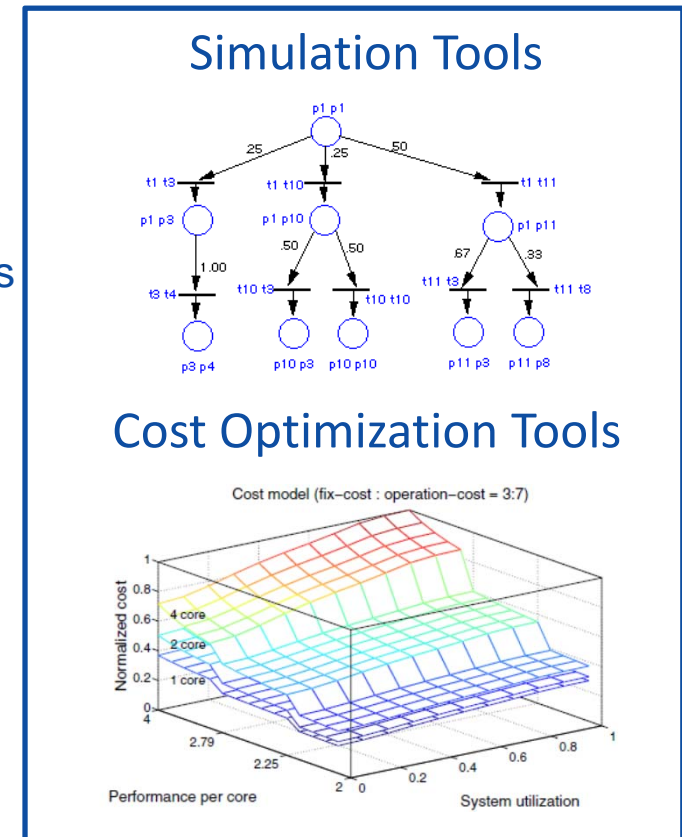 Simulation Tools
p1 p1
.25 .25 .50
t1 t3 t1 t10 t1 t11
p1 p3 p1 p10 p1 p11
1.00 .50 .50 .67 .33
s
t3 t4 t10 t3 t10 t10 t11 t3 t11 t8
p3 p4 p10 p3 p10 p10 p11 p3 p11 p8
Cost Optimization Tools
Cost model (fix−cost : operation−cost = 3:7)
Normalized cost
1
0.8
0.6
0.4
0.2
0
4 core
2 core
1 core
4 2.79 2.25 2
Performance per core
0 0.2 0.4 0.6 0.8 1
System utilization